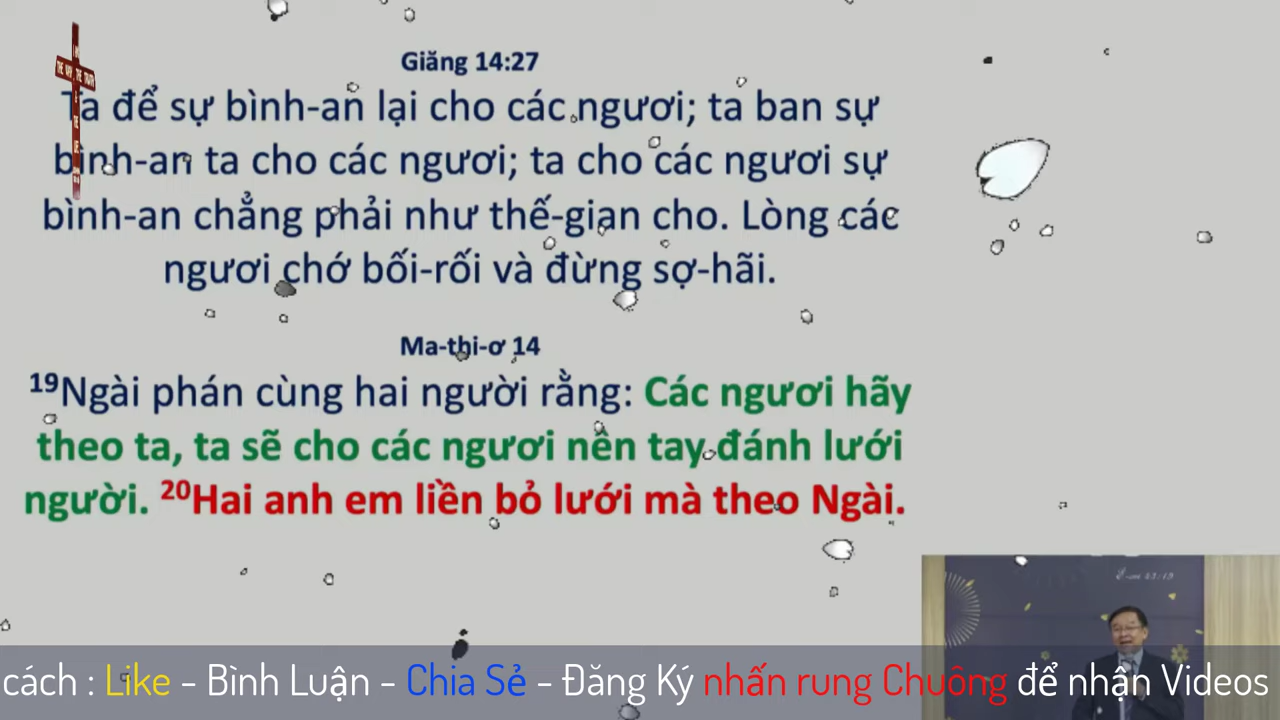 Giăng 14:27
Ta để sự bình-an lại cho các ngươi; ta ban sự
bình-an ta cho các ngươi; ta cho các ngươi sự
bình-an chẳng phải như thế-gian cho. Lòng các
ngươi chớ bối-rối và đừng sợ-hãi.
Ma-thi-ơ 14
19Ngài phán cùng hai người rằng: Các ngươi hãy
theo ta, ta sẽ cho các ngươi nên tay đánh lưới
người. 20Hai anh em liền bỏ lưới mà theo Ngài.
cách : Like - Bình Luận - Chia Sẻ - Đăng Ký nhấn rung Chuông để nhận Videos